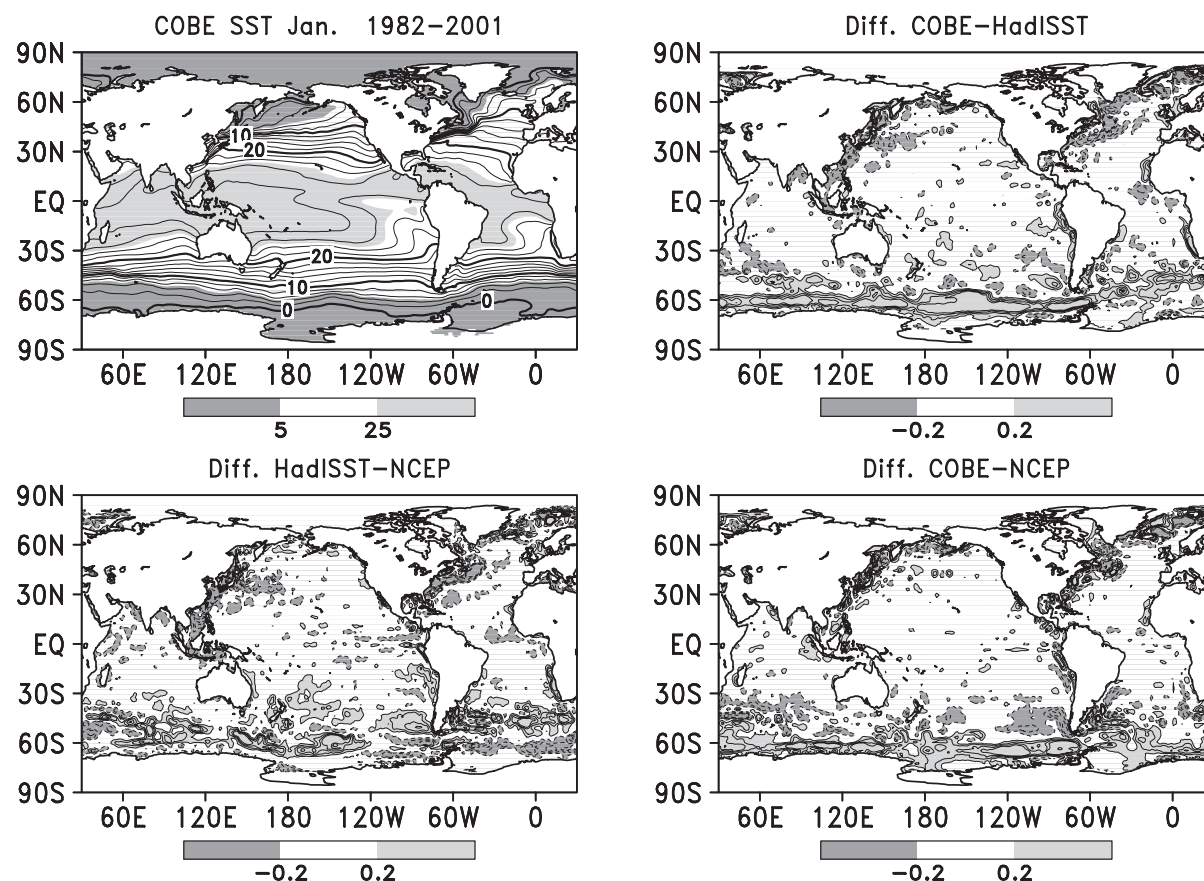 COBE SST Jan. 1982-2001
90N
60N
30N
EQ
30S
60S
90S
10
20
20
10
0
0
60E 120E 180 120W 60W 0
5 25
Diff. COBE-HadISST
90N
60N
30N
EQ
30S
60S
90S
60E 120E 180 120W 60W 0
-0.2 0.2
Diff. HadISST-NCEP
90N
60N
30N
EQ
30S
60S
90S
60E 120E 180 120W 60W 0
-0.2 0.2
Diff. COBE-NCEP
90N
60N
30N
EQ
30S
60S
90S
60E 120E 180 120W 60W 0
-0.2 0.2